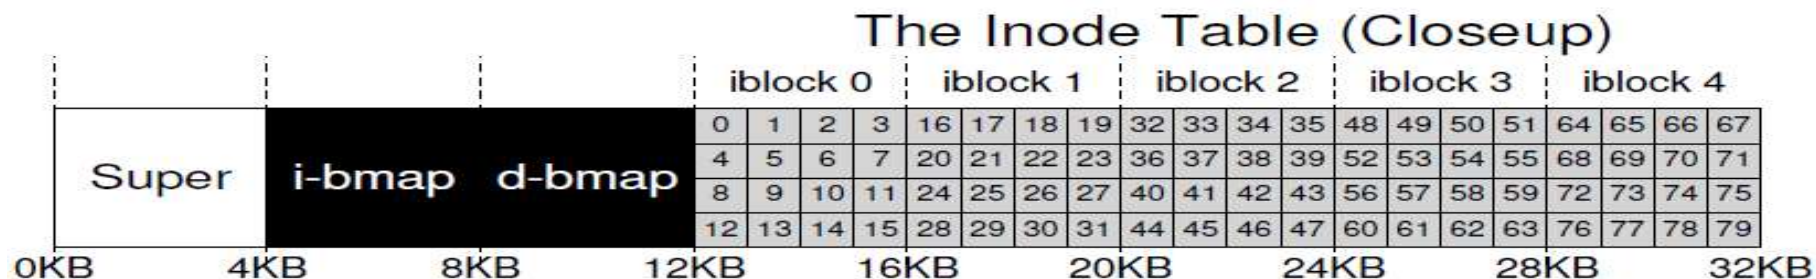 The Inode Table (Closeup)
iblock 0 iblock 1 iblock 2 iblock 3 iblock 4
0 1 2 3 16 17 18 19 32 33 34 35 48 49 50 51 64 65 66 67
4 5 6 7 20 21 22 23 36 37 38 39 52 53 54 55 68 69 70 71
Super i-bmap d-bmap
8 9 10 11 24 25 26 27 40 41 42 43 56 57 58 59 72 73 74 75
12 13 14 15 28 29 30 31 44 45 46 47 60 61 62 63 76 77 78 79
0KB 4KB 8KB 12KB 16KB 20KB 24KB 28KB 32KB